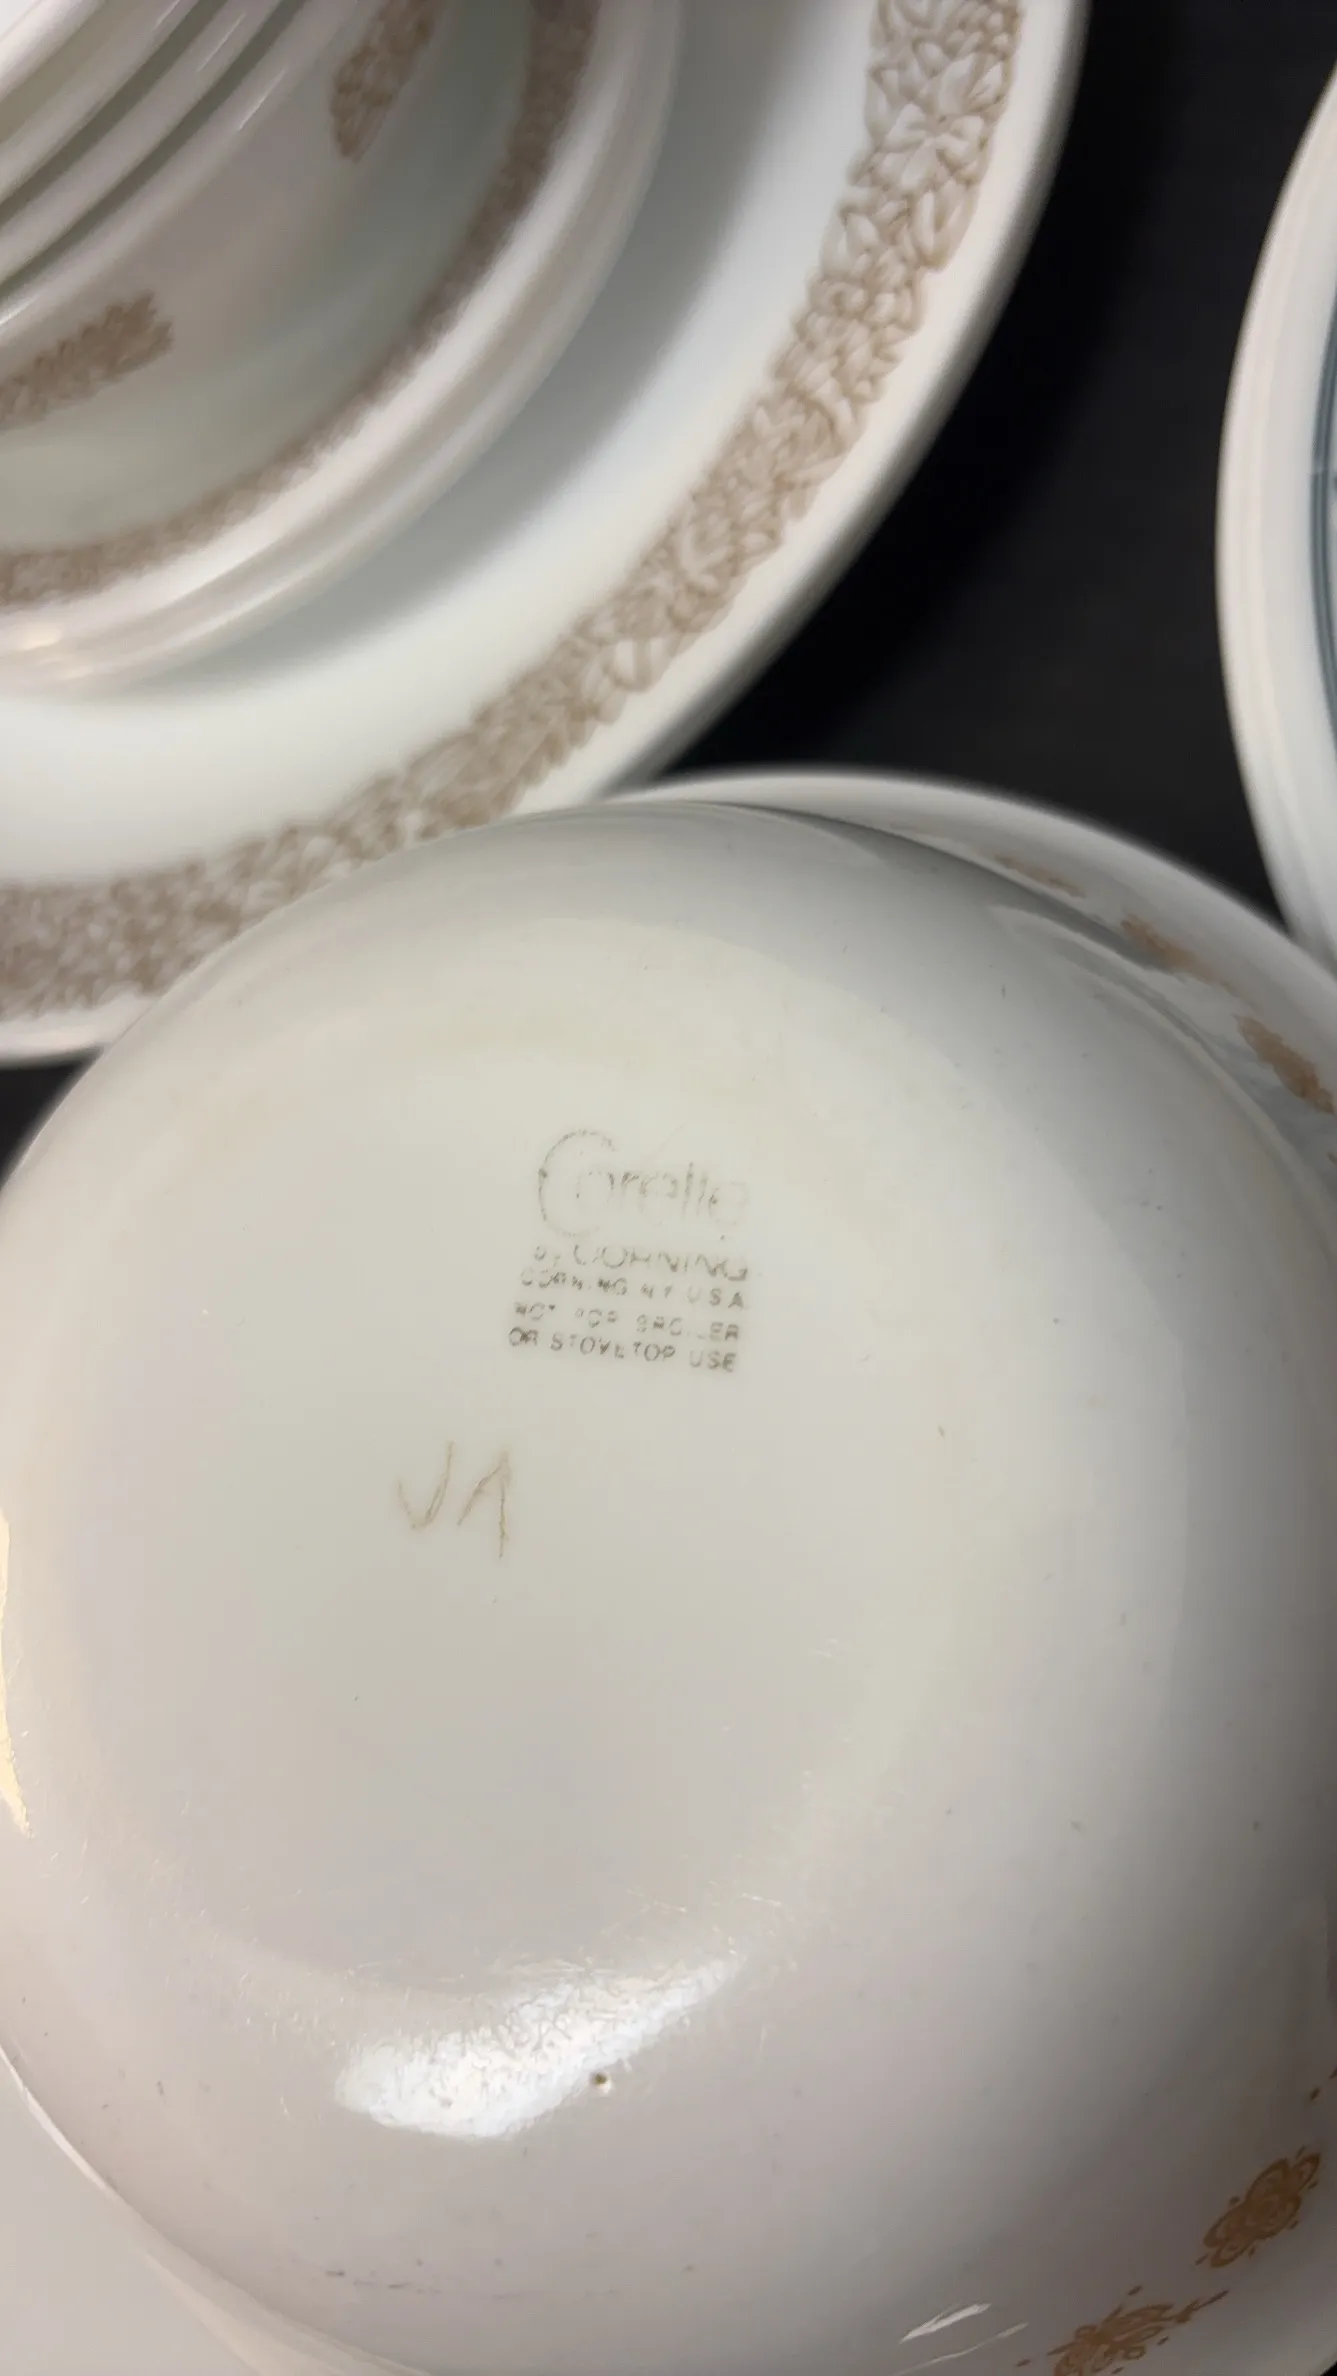 Corelle
BY CORNING
CORNING NY USA
NOT FOR BROILER
OR STOVETOP USE